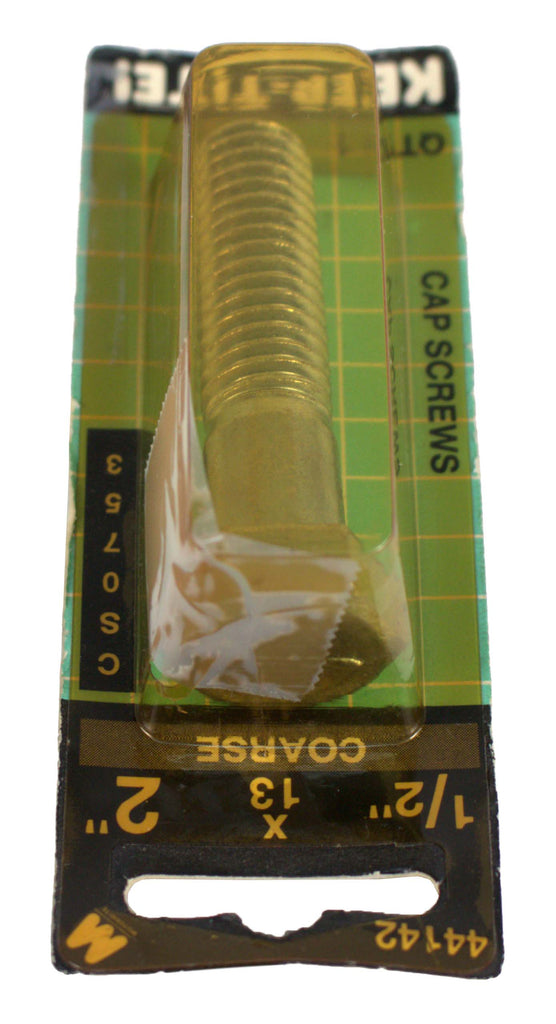 44142
M
1/2" x 13 2"
COARSE
CS0753
CAP SCREWS
KEEP-TITE!